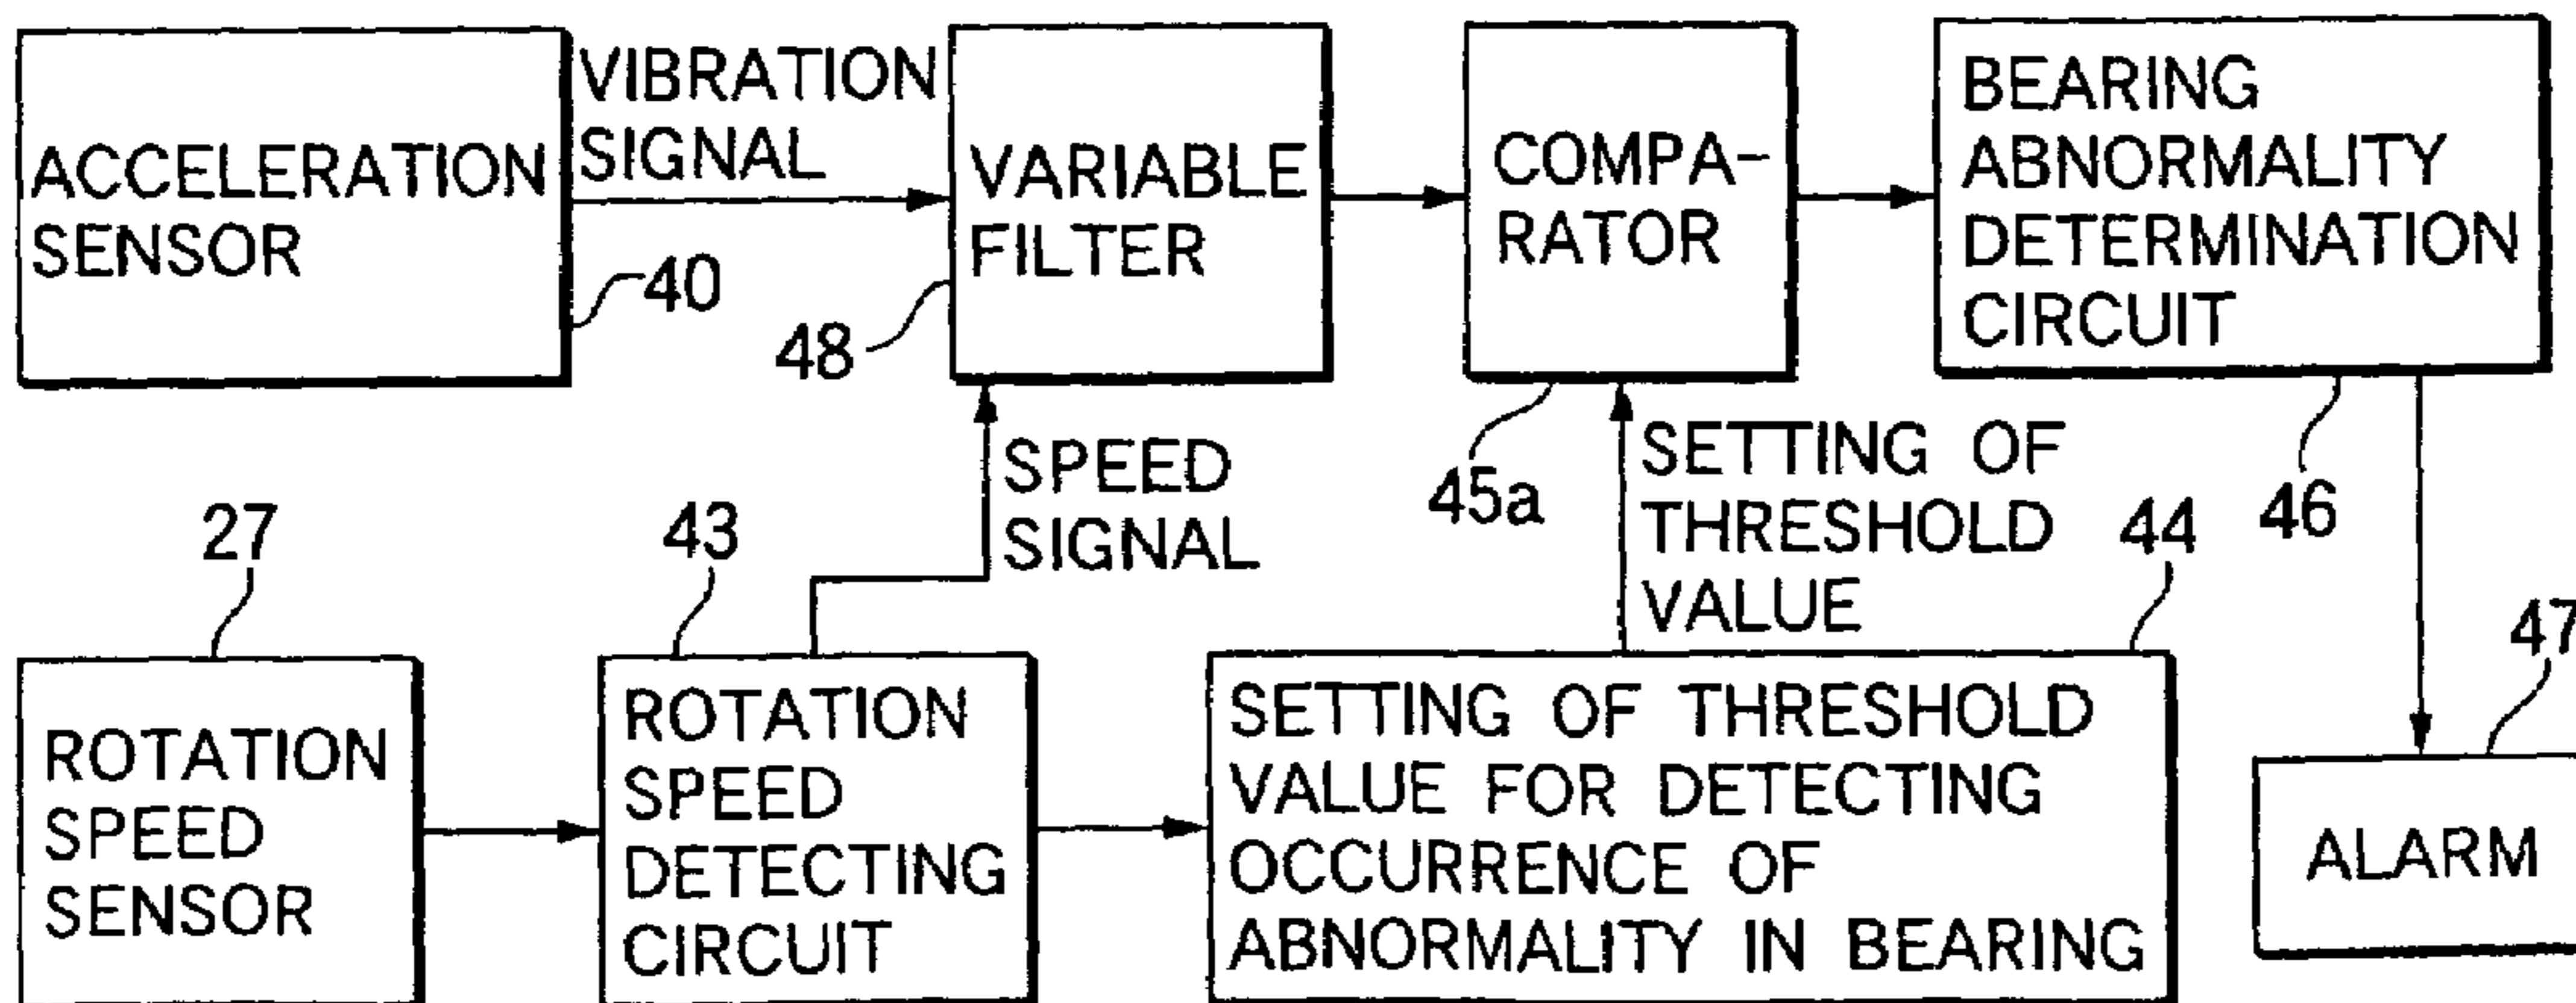 ACCELERATION
SENSOR
40
VIBRATION
SIGNAL
VARIABLE
FILTER
48
COMPA-
RATOR
45a
BEARING
ABNORMALITY
DETERMINATION
CIRCUIT
46
SPEED
SIGNAL
SETTING OF
THRESHOLD
VALUE
27
ROTATION
SPEED
SENSOR
43
ROTATION
SPEED
DETECTING
CIRCUIT
44
SETTING OF THRESHOLD
VALUE FOR DETECTING
OCCURRENCE OF
ABNORMALITY IN BEARING
47
ALARM